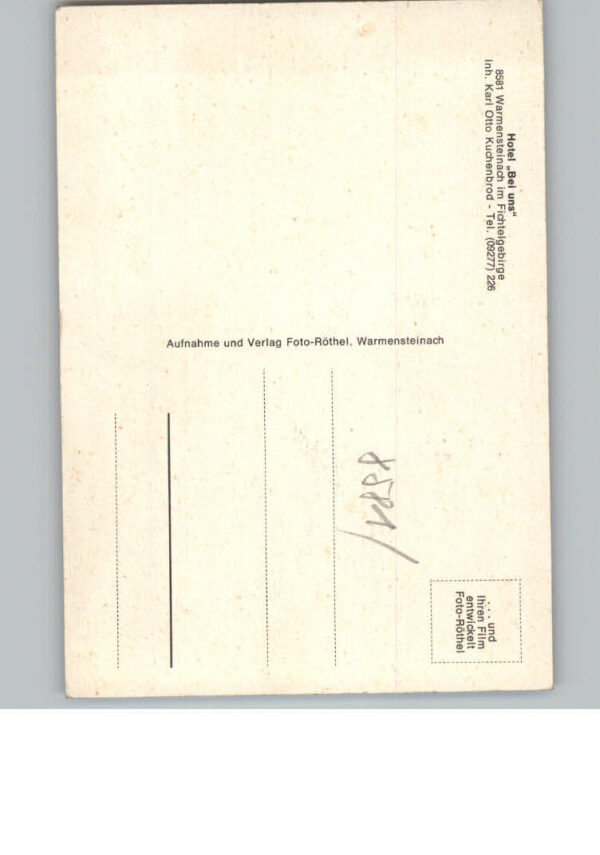 Hotel „Bei uns"
8581 Warmensteinach im Fichtelgebirge
Inh. Karl Otto Kuchenbrod - Tel. (09277) 226
Aufnahme und Verlag Foto-Röthel, Warmensteinach
8581/
. . . und
Ihren Film
entwickelt
Foto-Röthel